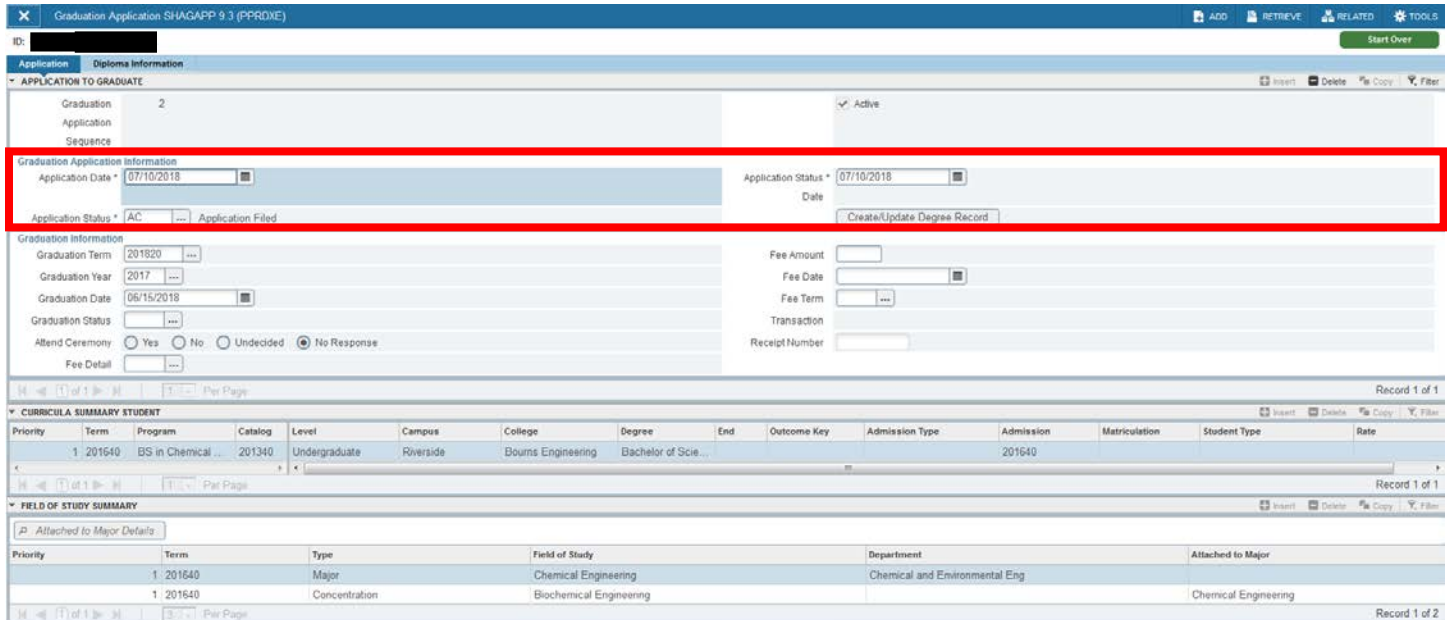 Graduation Application SHAGAPP 9.3 (PPRDXE) ADD RETRIEVE RELATED TOOLS
ID: Start Over
Application Diploma Information
APPLICATION TO GRADUATE Insert Delete Copy Filter
Graduation 2 Active
Application
Sequence
Graduation Application Information
Application Date * 07/10/2018 Application Status * 07/10/2018
Date
Application Status * AC ... Application Filed Create/Update Degree Record
Graduation Information
Graduation Term 201820 ... Fee Amount
Graduation Year 2017 ... Fee Date
Graduation Date 06/15/2018 Fee Term ...
Graduation Status ... Transaction
Attend Ceremony Yes No Undecided No Response Receipt Number
Fee Detail ...
1 of 1 1 Per Page Record 1 of 1
CURRICULA SUMMARY STUDENT Insert Delete Copy Filter
Priority Term Program Catalog Level Campus College Degree End Outcome Key Admission Type Admission Matriculation Student Type Rate
1 201640 BS in Chemical ... 201340 Undergraduate Riverside Bourns Engineering Bachelor of Scie... 201640
1 of 1 1 Per Page Record 1 of 1
FIELD OF STUDY SUMMARY Insert Delete Copy Filter
Attached to Major Details
Priority Term Type Field of Study Department Attached to Major
1 201640 Major Chemical Engineering Chemical and Environmental Eng
1 201640 Concentration Biochemical Engineering Chemical Engineering
1 of 1 3 Per Page Record 1 of 2